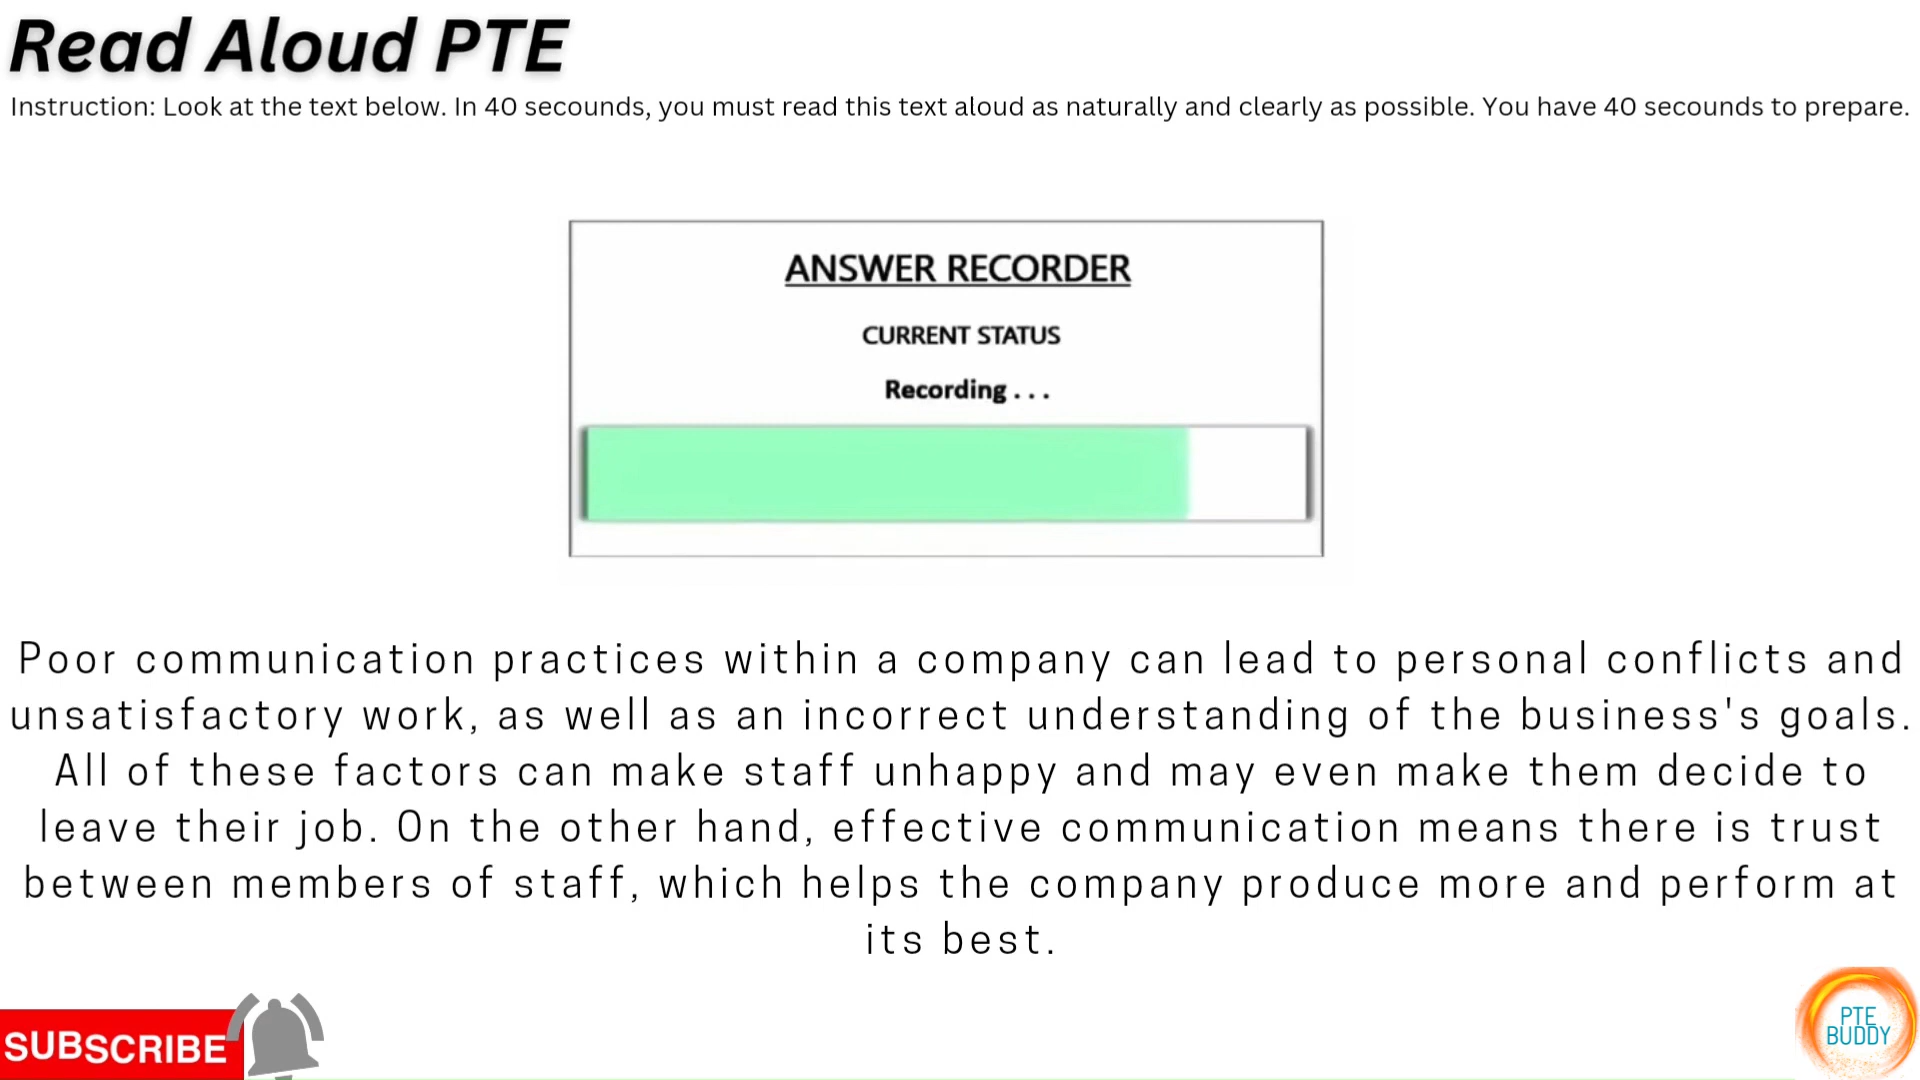 Read Aloud PTE
Instruction: Look at the text below. In 40 secounds, you must read this text aloud as naturally and clearly as possible. You have 40 secounds to prepare.
ANSWER RECORDER
CURRENT STATUS
Recording . . .
Poor communication practices within a company can lead to personal conflicts and
unsatisfactory work, as well as an incorrect understanding of the business's goals.
All of these factors can make staff unhappy and may even make them decide to
leave their job. On the other hand, effective communication means there is trust
between members of staff, which helps the company produce more and perform at
its best.
SUBSCRIBE
PTE
BUDDY